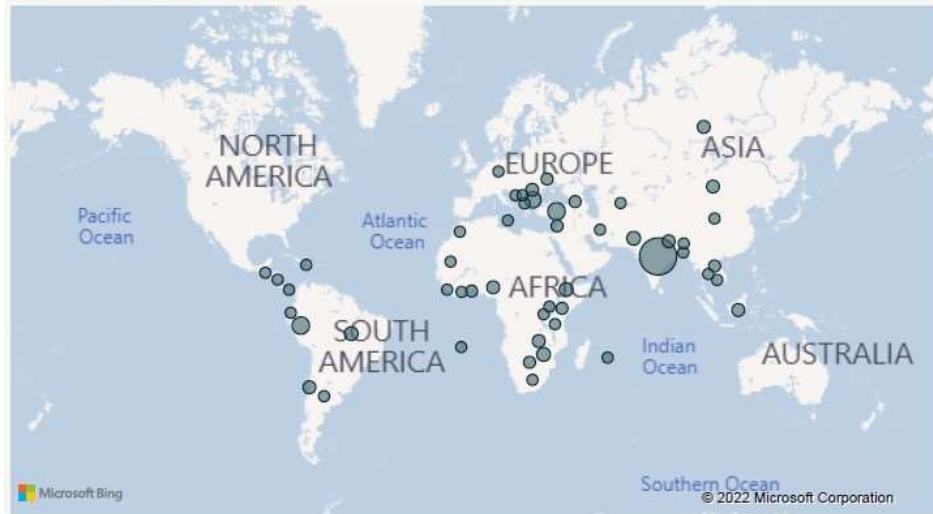 NORTH
AMERICA
EUROPE
ASIA
Pacific
Ocean
Atlantic
Ocean
AFRICA
SOUTH
AMERICA
Indian
Ocean
AUSTRALIA
Southern Ocean
Microsoft Bing
© 2022 Microsoft Corporation